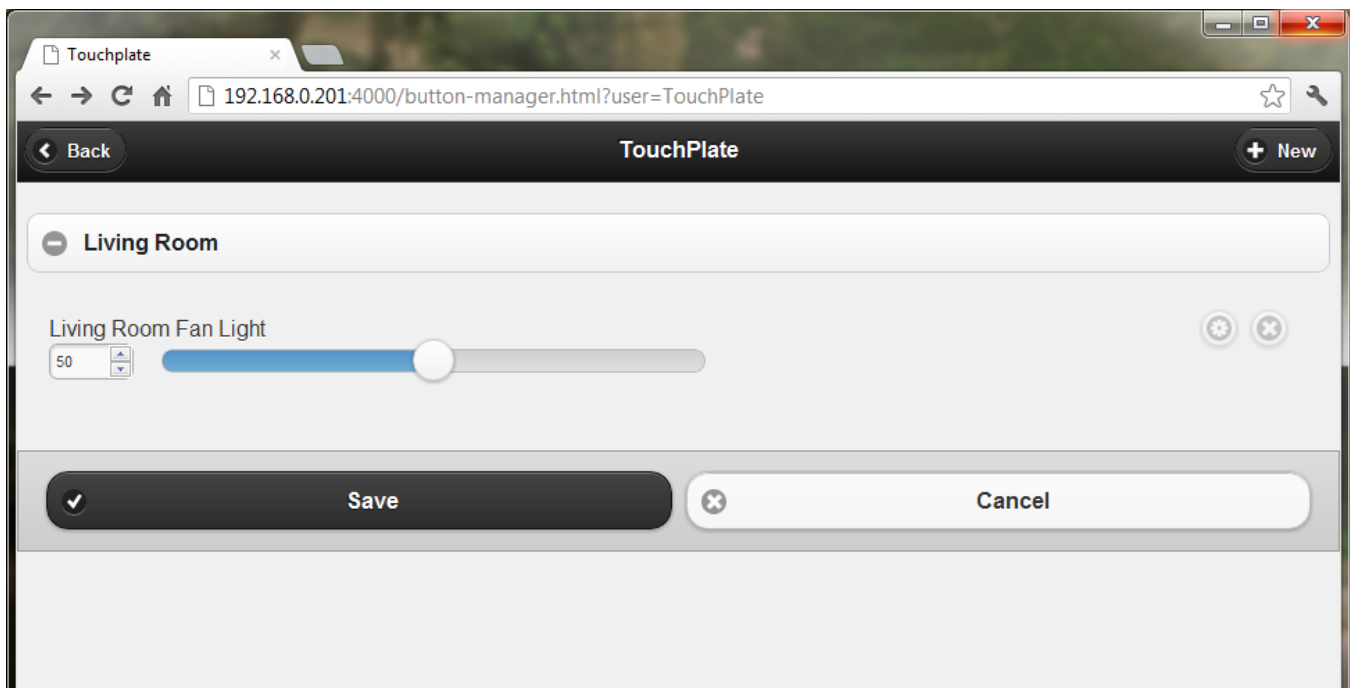 Touchplate
192.168.0.201:4000/button-manager.html?user=TouchPlate
Back
TouchPlate
New
Living Room
Living Room Fan Light
50
Save
Cancel